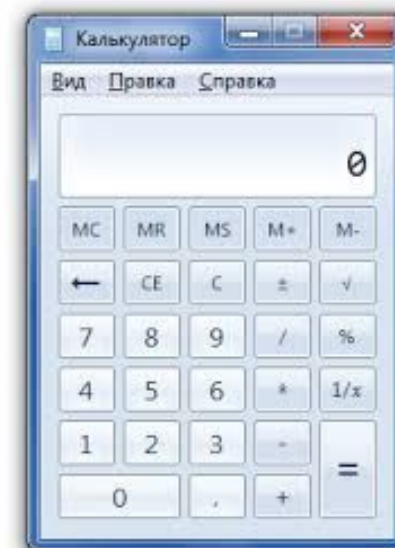 Калькулятор
Вид Правка Справка
0
MC MR MS M+ M-
← CE C ± √
7 8 9 / %
4 5 6 * 1/x
1 2 3 - =
0 , +